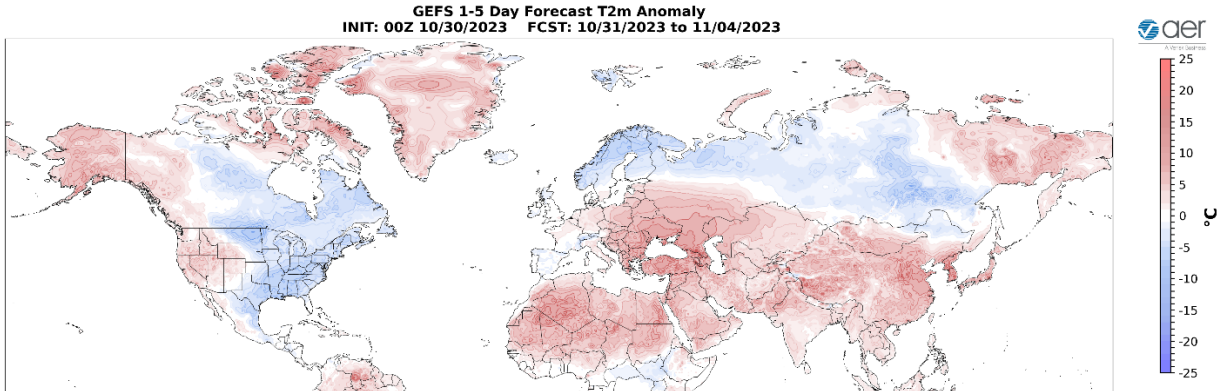 GEFS 1-5 Day Forecast T2m Anomaly
INIT: 00Z 10/30/2023 FCST: 10/31/2023 to 11/04/2023
aer
A Verisk Business
25
20
15
10
5
0
-5
-10
-15
-20
-25
°C